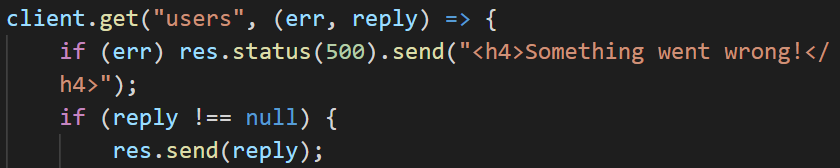 client.get("users", (err, reply) => {
if (err) res.status(500).send("<h4>Something went wrong!</
h4>");
if (reply !== null) {
res.send(reply);